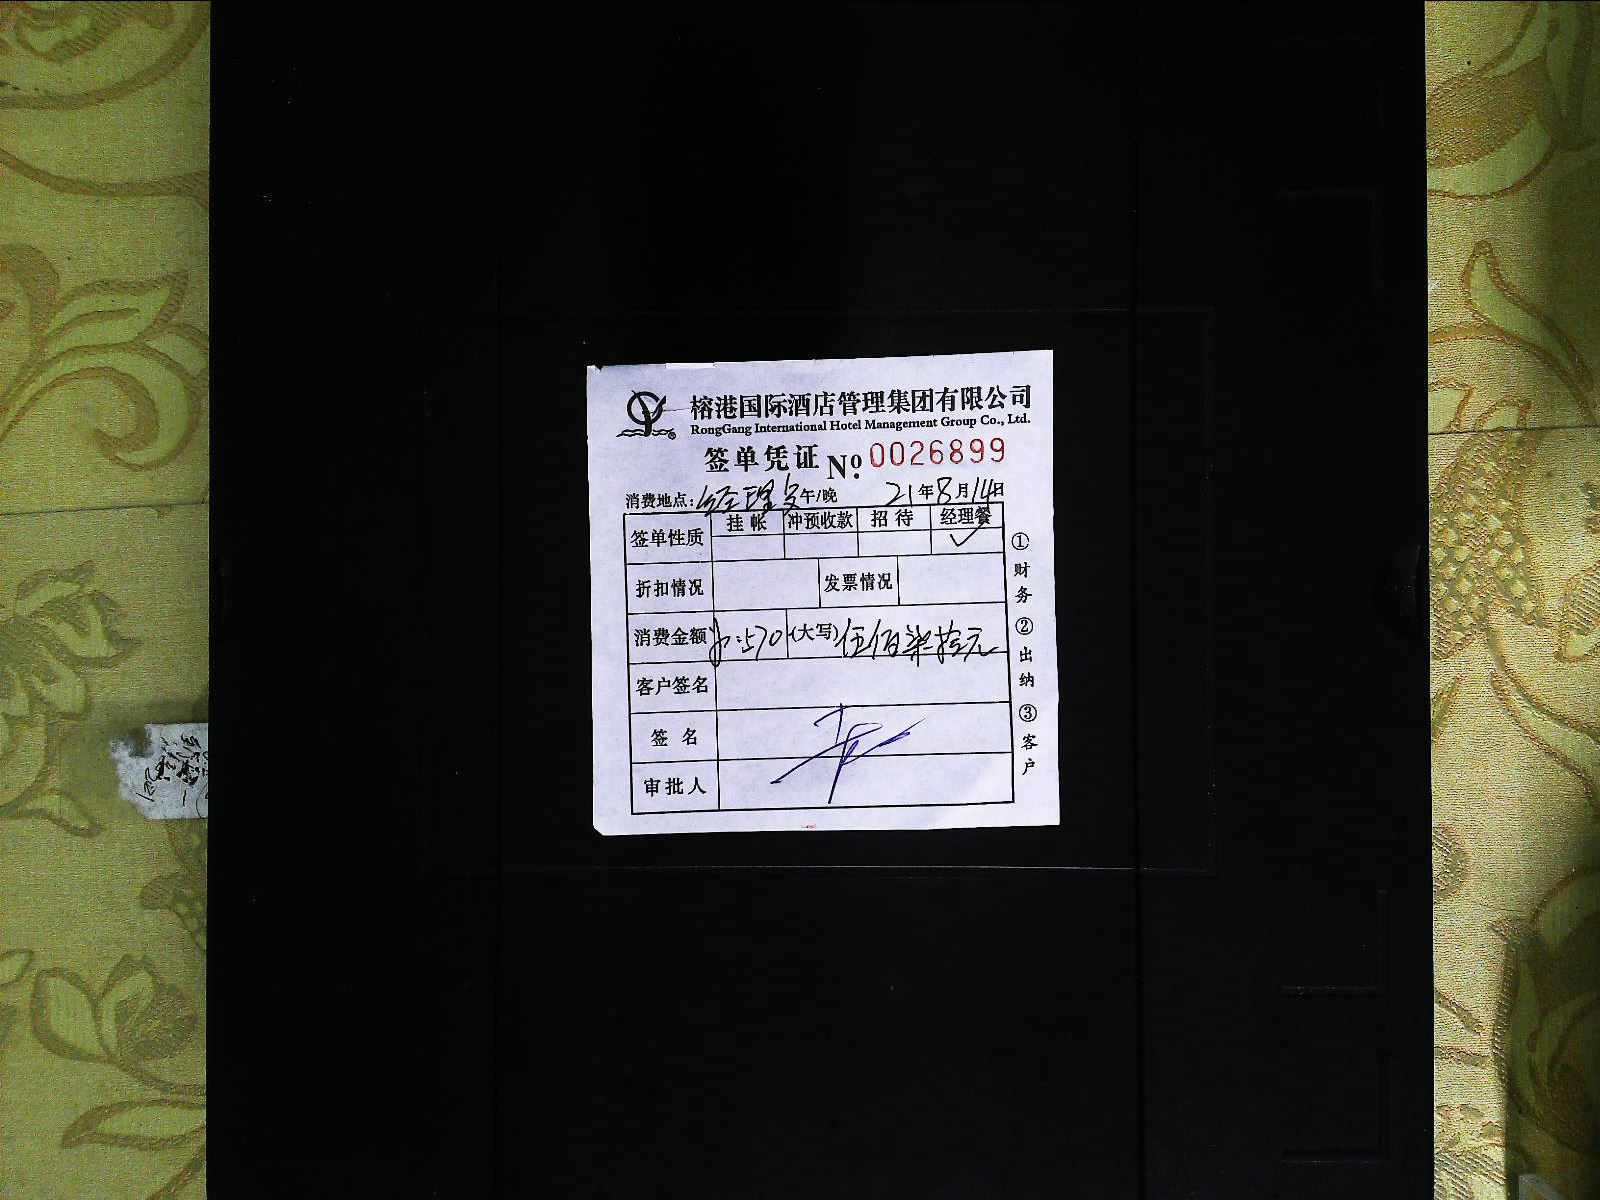 榕港国际酒店管理集团有限公司
RongGang International Hotel Management Group Co., Ltd.
签单凭证 No. 0026899
消费地点: 经理 午/晚 21年8月14日
签单性质 挂帐 冲预收款 招待 经理餐 ✓
折扣情况 发票情况
消费金额 ¥:570 (大写) 伍佰柒拾元
客户签名
签名
审批人
①财务 ②出纳 ③客户